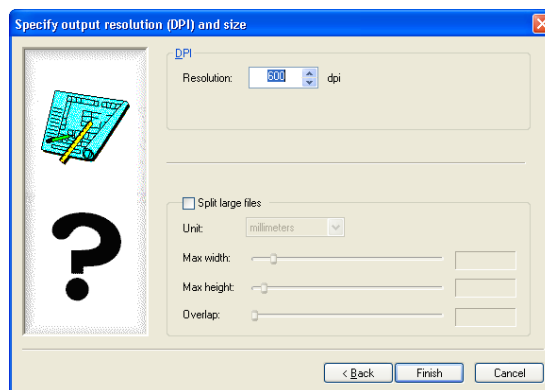 Specify output resolution (DPI) and size
DPI
Resolution: 600 dpi
Split large files
Unit: millimeters
Max width:
Max height:
Overlap:
< Back Finish Cancel